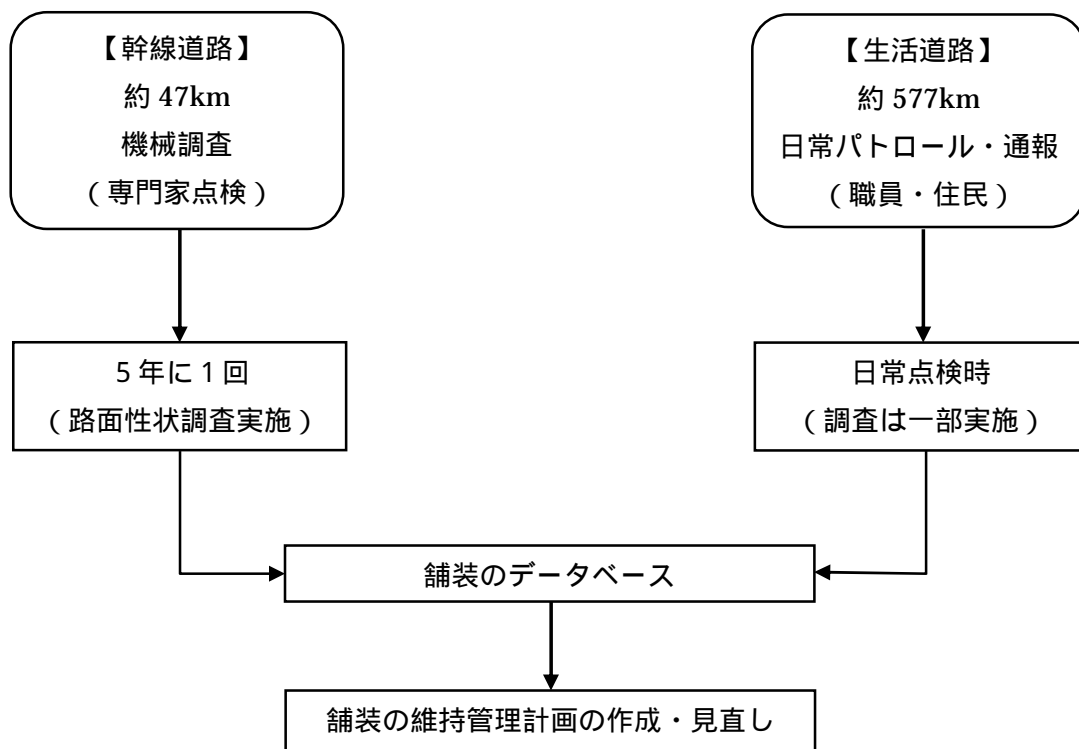 【幹線道路】
約 47km
機械調査
（専門家点検）
【生活道路】
約 577km
日常パトロール・通報
（職員・住民）
5 年に 1 回
（路面性状調査実施）
日常点検時
（調査は一部実施）
舗装のデータベース
舗装の維持管理計画の作成・見直し